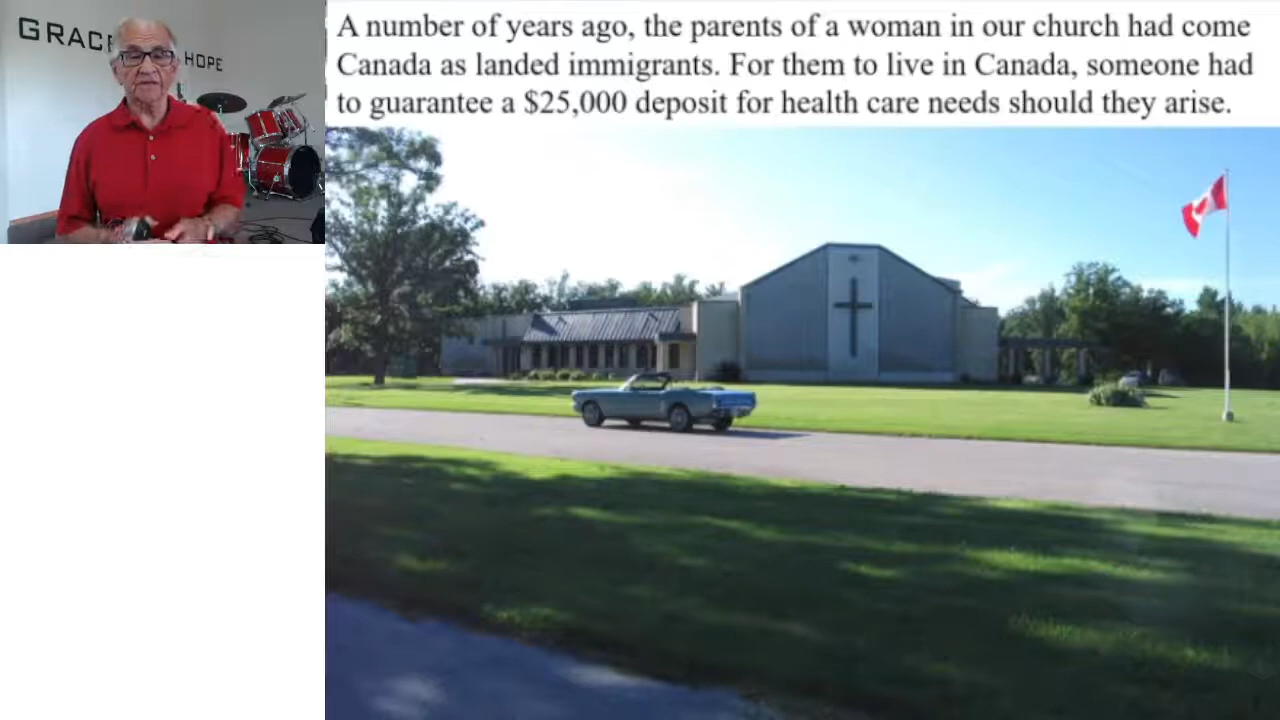 GRACE HOPE
A number of years ago, the parents of a woman in our church had come
Canada as landed immigrants. For them to live in Canada, someone had
to guarantee a $25,000 deposit for health care needs should they arise.